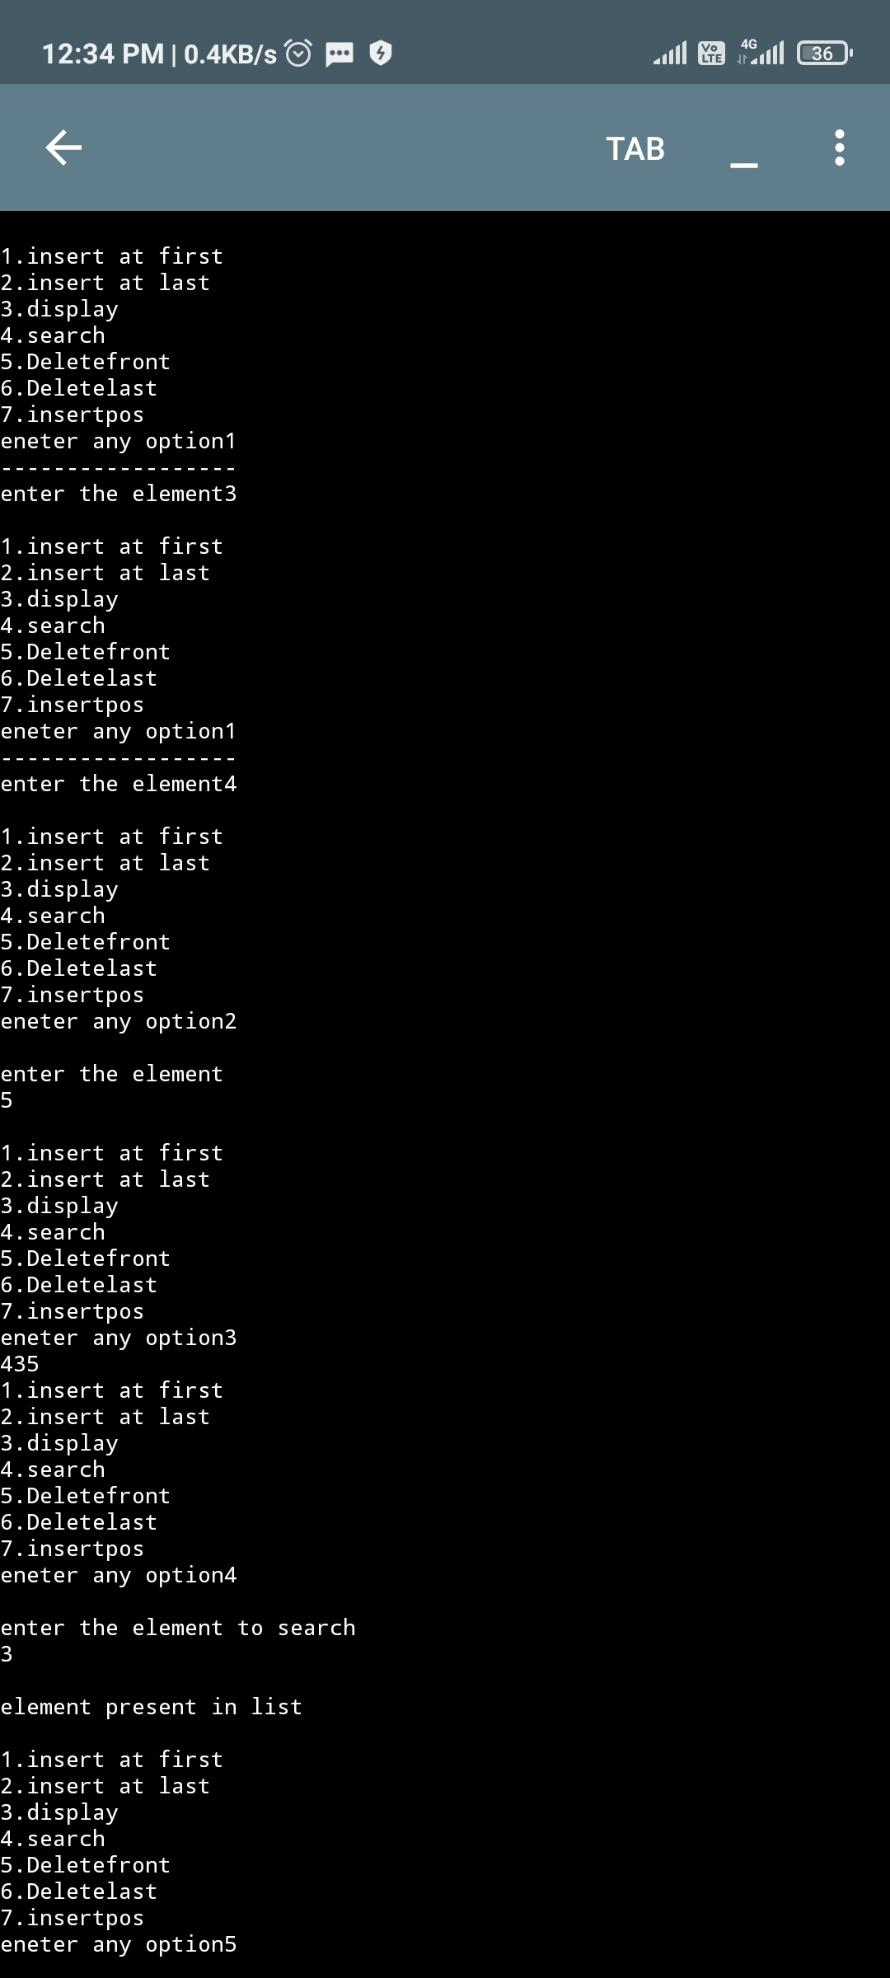 12:34 PM | 0.4KB/s
Vo LTE 4G 36
TAB _
1.insert at first
2.insert at last
3.display
4.search
5.Deletefront
6.Deletelast
7.insertpos
eneter any option1
------------------
enter the element3
1.insert at first
2.insert at last
3.display
4.search
5.Deletefront
6.Deletelast
7.insertpos
eneter any option1
------------------
enter the element4
1.insert at first
2.insert at last
3.display
4.search
5.Deletefront
6.Deletelast
7.insertpos
eneter any option2
enter the element
5
1.insert at first
2.insert at last
3.display
4.search
5.Deletefront
6.Deletelast
7.insertpos
eneter any option3
435
1.insert at first
2.insert at last
3.display
4.search
5.Deletefront
6.Deletelast
7.insertpos
eneter any option4
enter the element to search
3
element present in list
1.insert at first
2.insert at last
3.display
4.search
5.Deletefront
6.Deletelast
7.insertpos
eneter any option5